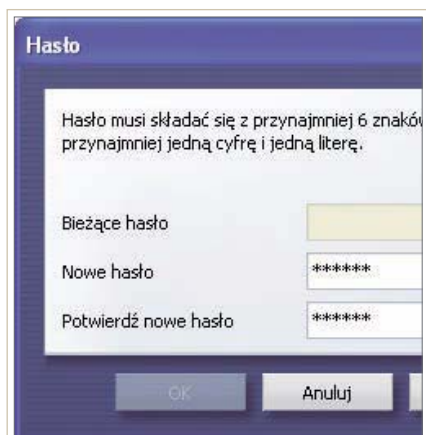 Hasło
Hasło musi składać się z przynajmniej 6 znaków
przynajmniej jedną cyfrę i jedną literę.
Bieżące hasło
Nowe hasło ******
Potwierdź nowe hasło ******
OK Anuluj